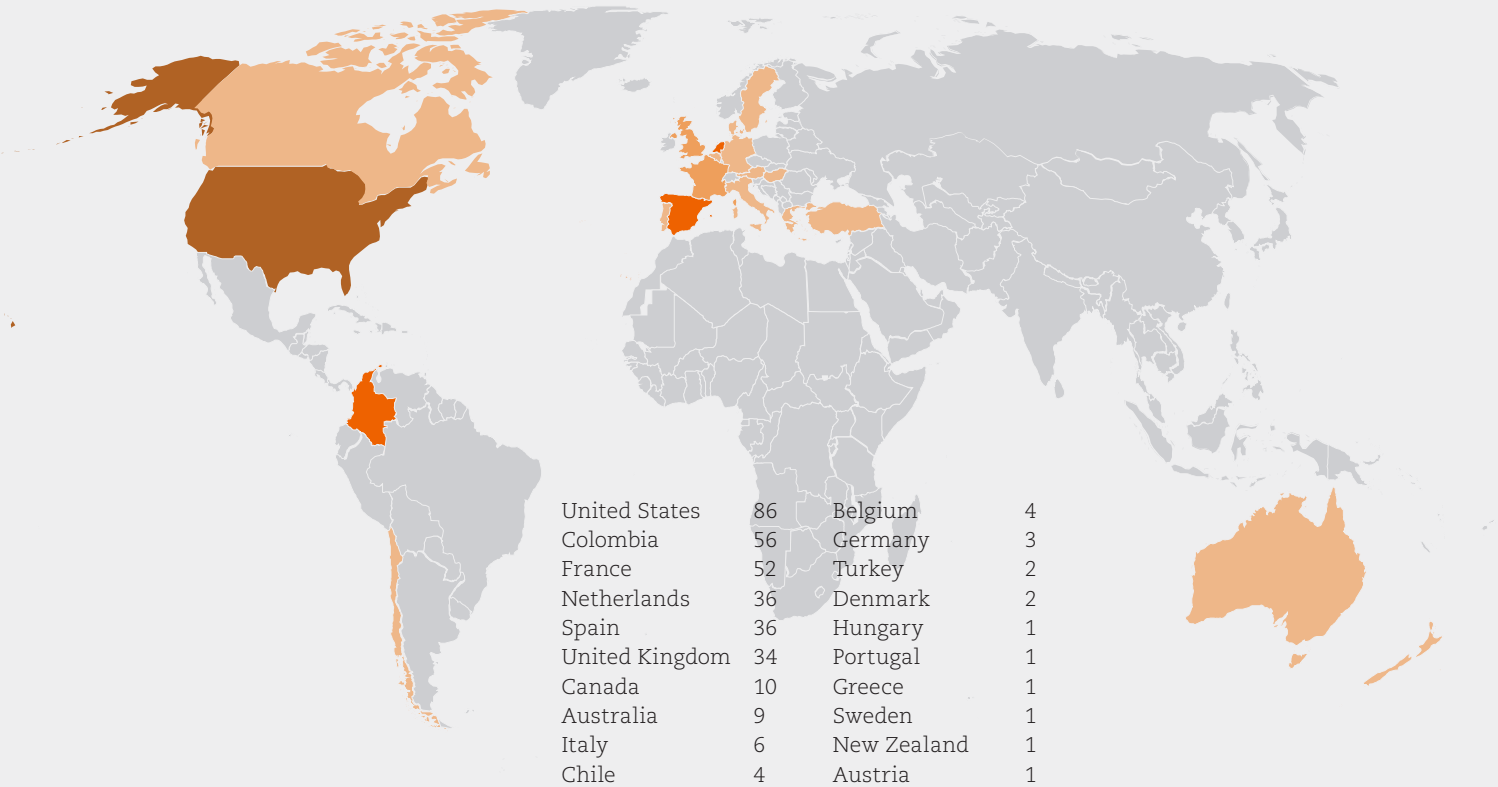 United States 86
Colombia 56
France 52
Netherlands 36
Spain 36
United Kingdom 34
Canada 10
Australia 9
Italy 6
Chile 4
Belgium 4
Germany 3
Turkey 2
Denmark 2
Hungary 1
Portugal 1
Greece 1
Sweden 1
New Zealand 1
Austria 1